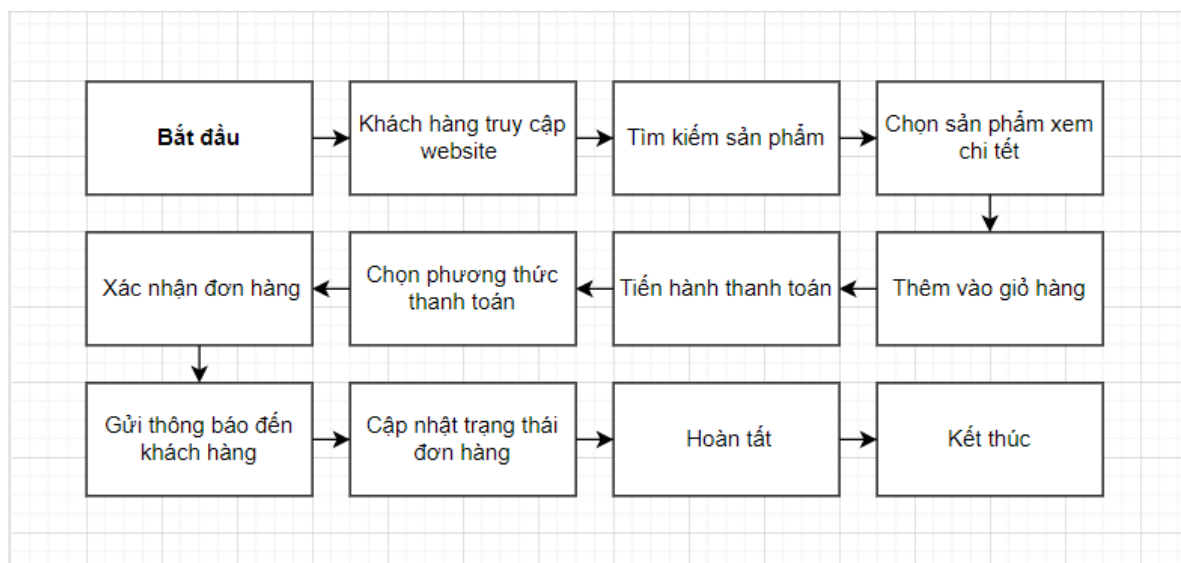 Bắt đầu
Khách hàng truy cập
website
Tìm kiếm sản phẩm
Chọn sản phẩm xem
chi tết
Thêm vào giỏ hàng
Tiến hành thanh toán
Chọn phương thức
thanh toán
Xác nhận đơn hàng
Gửi thông báo đến
khách hàng
Cập nhật trạng thái
đơn hàng
Hoàn tất
Kết thúc